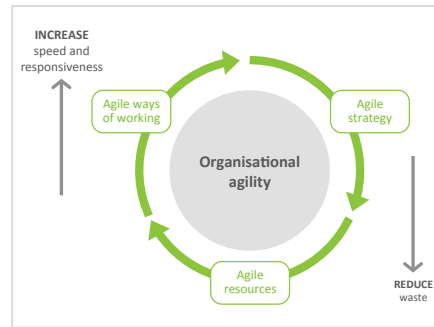 INCREASE
speed and
responsiveness
Agile ways
of working
Agile
strategy
Organisational
agility
Agile
resources
REDUCE
waste